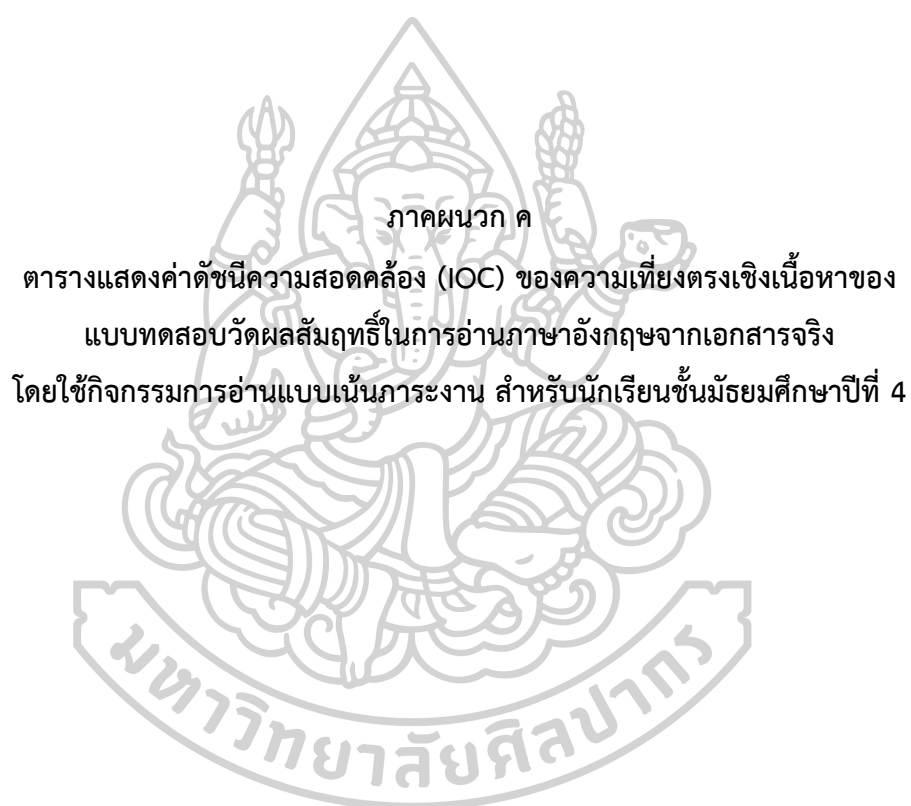 ภาคผนวก ค
ตารางแสดงค่าดัชนีความสอดคล้อง (IOC) ของความเที่ยงตรงเชิงเนื้อหาของ
แบบทดสอบวัดผลสัมฤทธิ์ในการอ่านภาษาอังกฤษจากเอกสารจริง
โดยใช้กิจกรรมการอ่านแบบเน้นภาระงาน สำหรับนักเรียนชั้นมัธยมศึกษาปีที่ 4
มหาวิทยาลัยศิลปากร